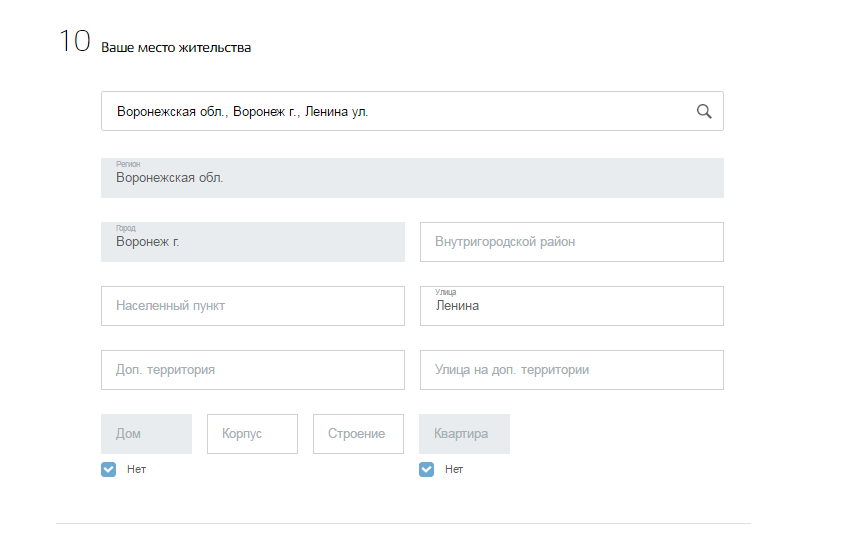 10 Ваше место жительства
Воронежская обл., Воронеж г., Ленина ул.
Регион
Воронежская обл.
Город
Воронеж г.
Внутригородской район
Населенный пункт
Улица
Ленина
Доп. территория
Улица на доп. территории
Дом
Корпус
Строение
Квартира
Нет
Нет